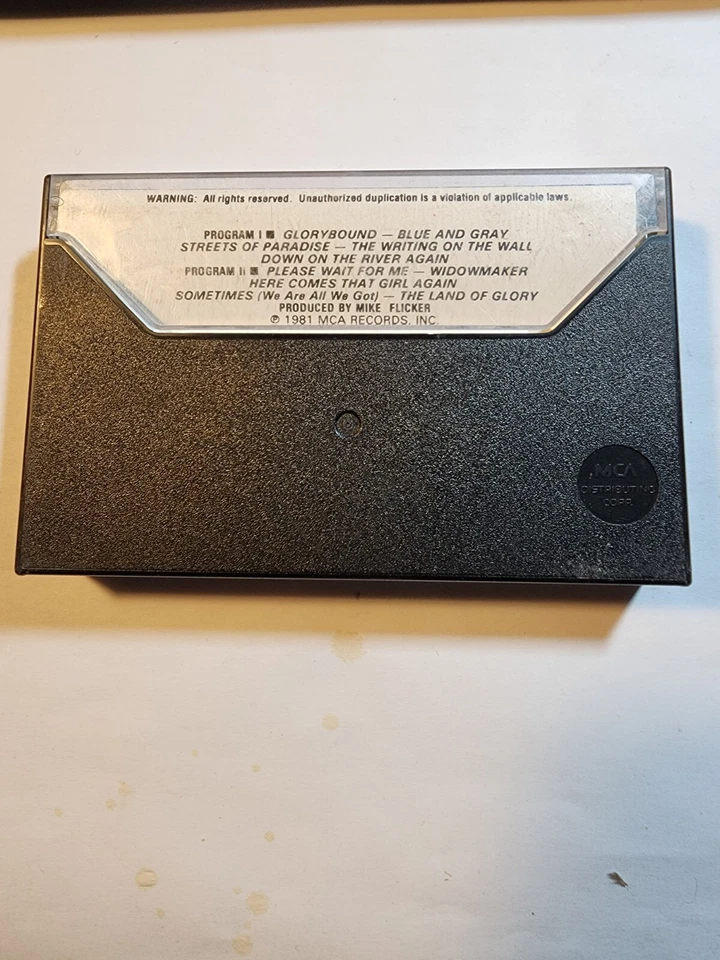 WARNING: All rights reserved. Unauthorized duplication is a violation of applicable laws.
PROGRAM I ■ GLORYBOUND — BLUE AND GRAY
STREETS OF PARADISE — THE WRITING ON THE WALL
DOWN ON THE RIVER AGAIN
PROGRAM II ■ PLEASE WAIT FOR ME — WIDOWMAKER
HERE COMES THAT GIRL AGAIN
SOMETIMES (We Are All We Got) — THE LAND OF GLORY
PRODUCED BY MIKE FLICKER
℗ 1981 MCA RECORDS, INC.
MCA
DISTRIBUTING
CORP.